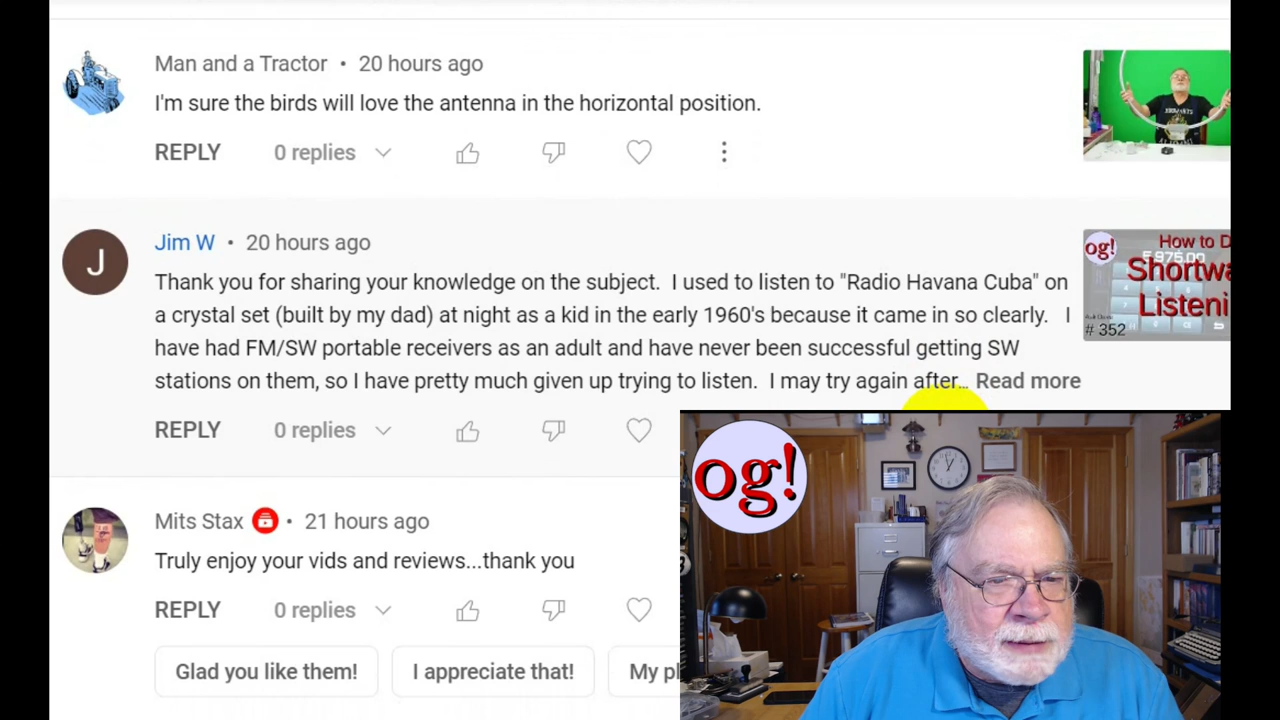 Man and a Tractor • 20 hours ago
I'm sure the birds will love the antenna in the horizontal position.
REPLY 0 replies
Jim W • 20 hours ago
Thank you for sharing your knowledge on the subject. I used to listen to "Radio Havana Cuba" on
a crystal set (built by my dad) at night as a kid in the early 1960's because it came in so clearly. I
have had FM/SW portable receivers as an adult and have never been successful getting SW
stations on them, so I have pretty much given up trying to listen. I may try again after… Read more
REPLY 0 replies
og!
How to D
5,975.00
Shortwa
Listeni
# 352
J
Mits Stax • 21 hours ago
Truly enjoy your vids and reviews...thank you
REPLY 0 replies
Glad you like them! I appreciate that! My pl
og!